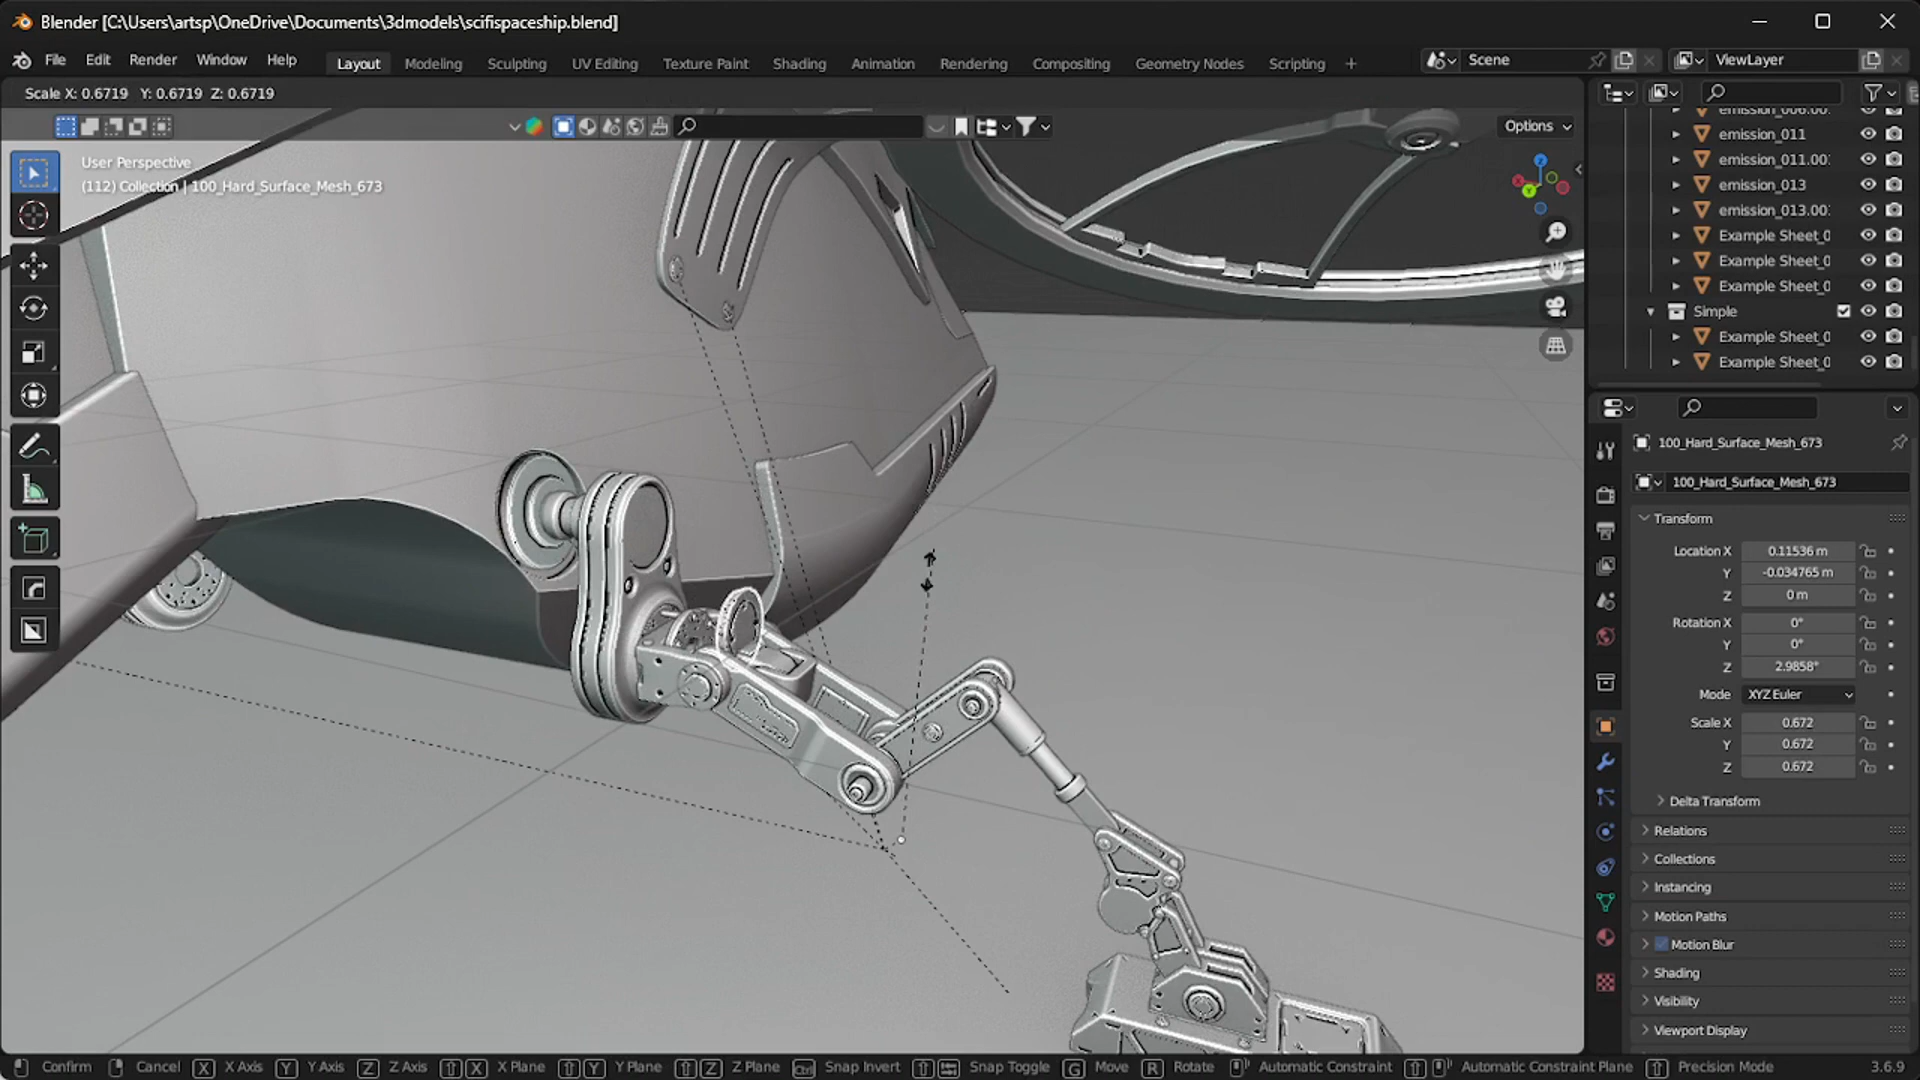 Blender [C:\Users\artsp\OneDrive\Documents\3dmodels\scifispaceship.blend]
File Edit Render Window Help Layout Modeling Sculpting UV Editing Texture Paint Shading Animation Rendering Compositing Geometry Nodes Scripting + Scene ViewLayer
Scale X: 0.6719 Y: 0.6719 Z: 0.6719
Options
User Perspective
(112) Collection | 100_Hard_Surface_Mesh_673
emission_006.00
emission_011
emission_011.00
emission_013
emission_013.00
Example Sheet_0
Example Sheet_0
Example Sheet_0
Simple
Example Sheet_0
Example Sheet_0
100_Hard_Surface_Mesh_673
100_Hard_Surface_Mesh_673
Transform
Location X 0.11536 m
Y -0.034765 m
Z 0 m
Rotation X 0°
Y 0°
Z 2.9858°
Mode XYZ Euler
Scale X 0.672
Y 0.672
Z 0.672
Delta Transform
Relations
Collections
Instancing
Motion Paths
Motion Blur
Shading
Visibility
Viewport Display
Confirm Cancel X X Axis Y Y Axis Z Z Axis X X Plane Y Y Plane Z Z Plane Ctrl Snap Invert Snap Toggle G Move R Rotate Automatic Constraint Automatic Constraint Plane Precision Mode 3.6.9